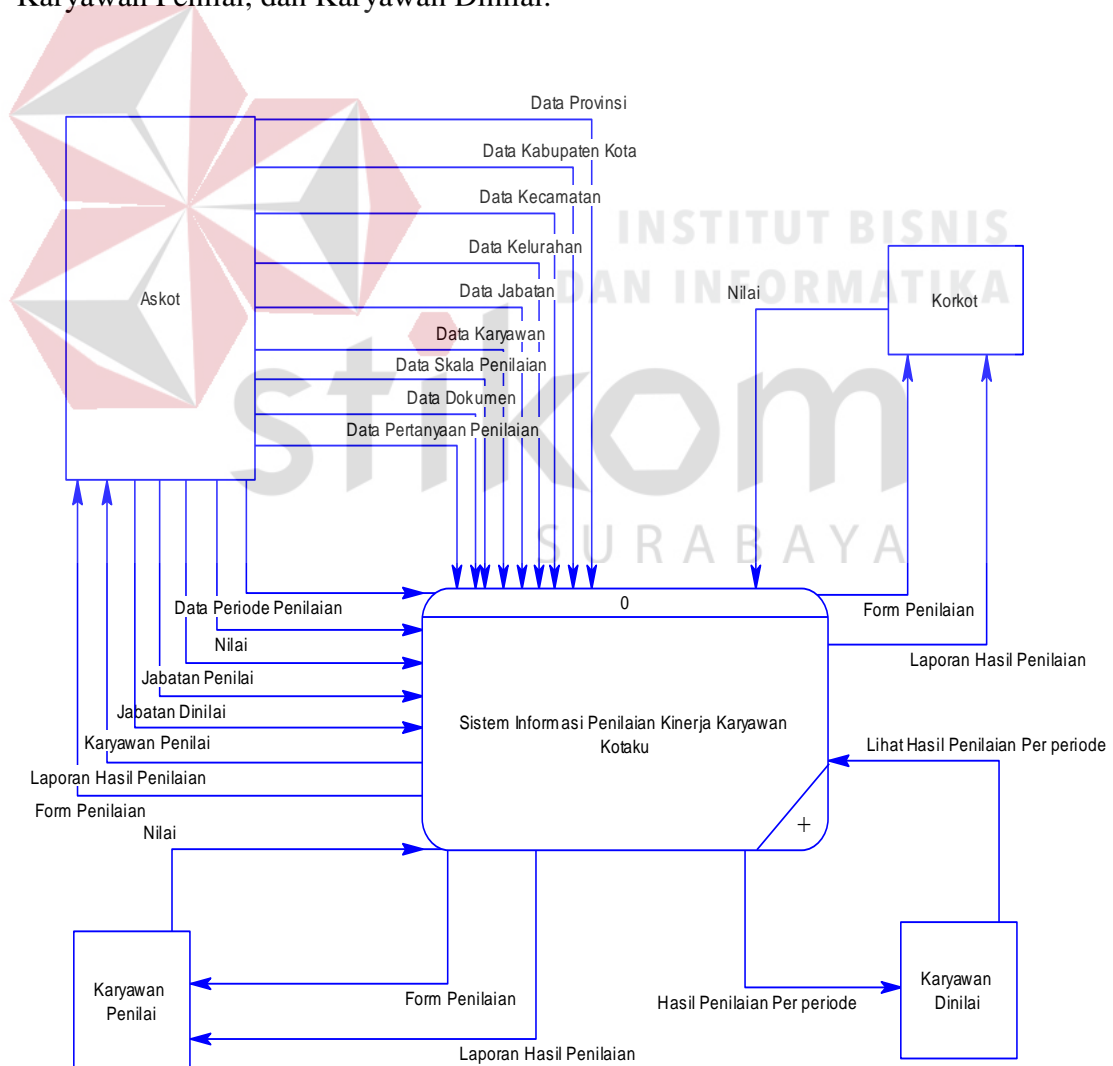 Karyawan Penilai, dan Karyawan Dinilai.
Data Provinsi
Data Kabupaten Kota
Data Kecamatan
INSTITUT BISNIS
Data Kelurahan
DAN INFORMATIKA
Data Jabatan
Nilai
Askot
Korkot
Data Karyawan
Data Skala Penilaian
Data Dokumen
Data Pertanyaan Penilaian
stikom
SURABAYA
0
Data Periode Penilaian
Form Penilaian
Nilai
Laporan Hasil Penilaian
Jabatan Penilai
Jabatan Dinilai
Sistem Informasi Penilaian Kinerja Karyawan
Kotaku
Karyawan Penilai
Lihat Hasil Penilaian Per periode
Laporan Hasil Penilaian
Form Penilaian
+
Nilai
Karyawan
Penilai
Form Penilaian
Hasil Penilaian Per periode
Karyawan
Dinilai
Laporan Hasil Penilaian